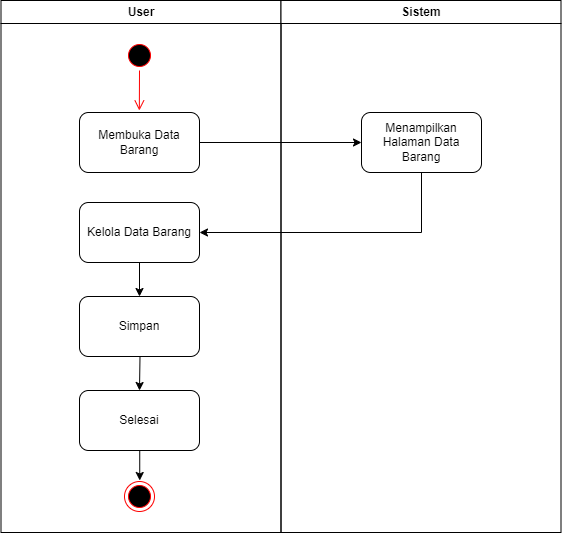 User
Sistem
Membuka Data
Barang
Menampilkan
Halaman Data
Barang
Kelola Data Barang
Simpan
Selesai